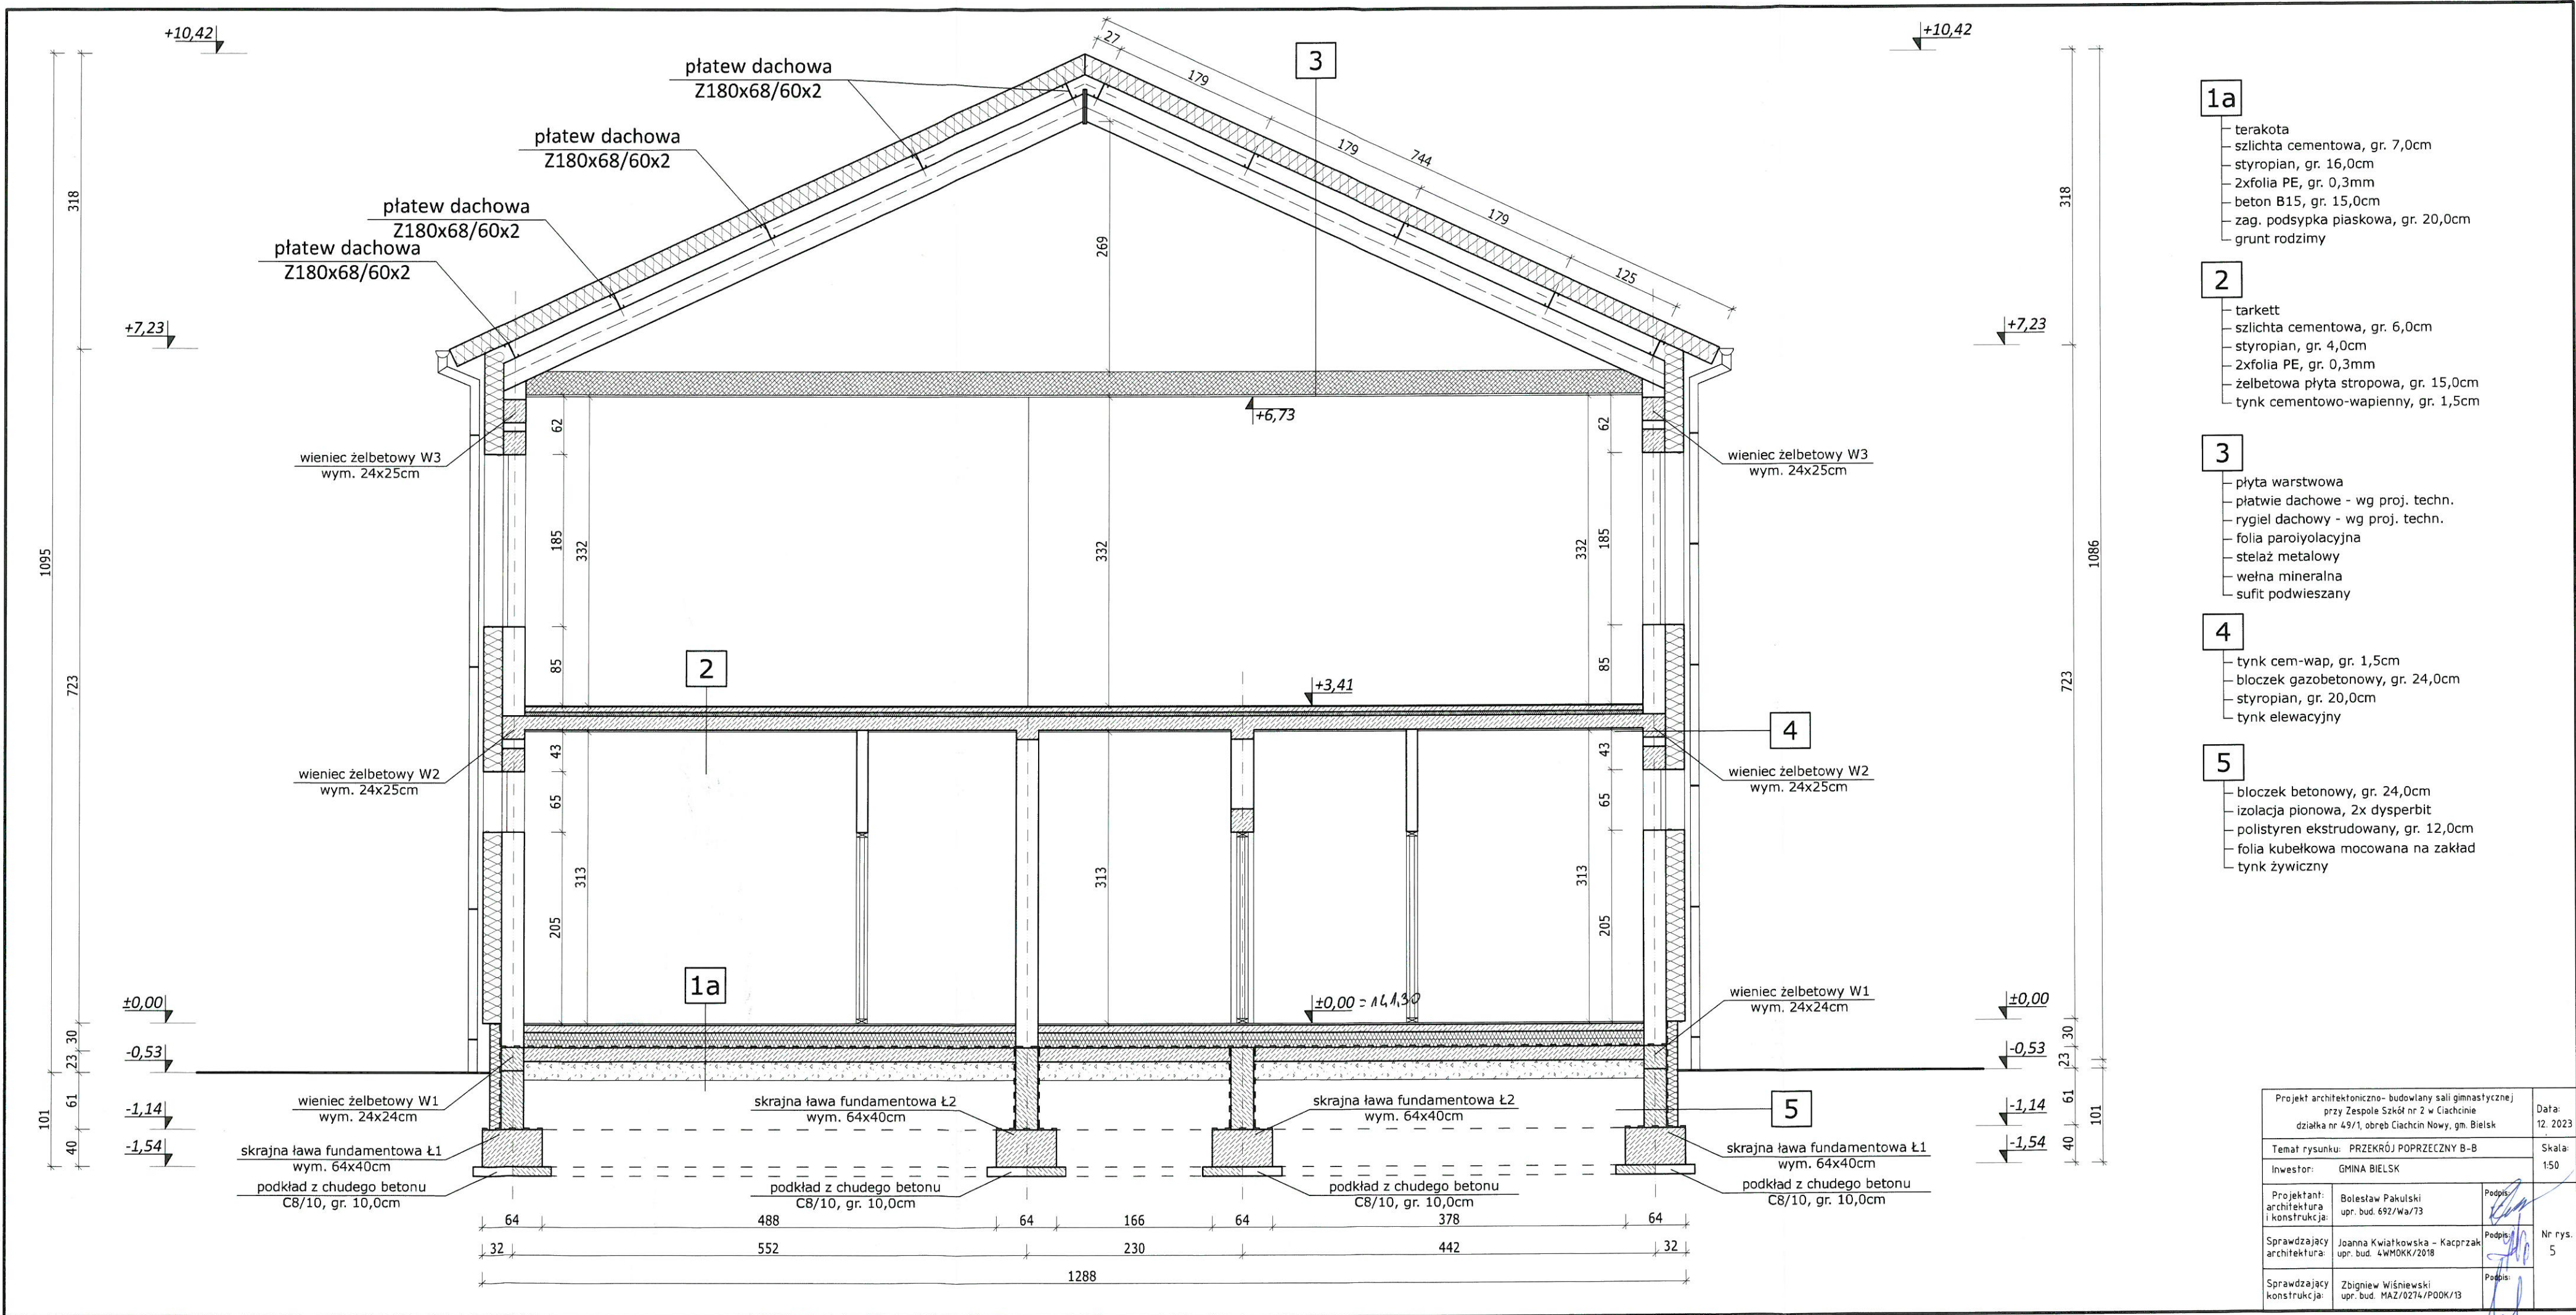 +10,42
+10,42
27
179
179
744
179
125
3
płatew dachowa
Z180x68/60x2
płatew dachowa
Z180x68/60x2
płatew dachowa
Z180x68/60x2
płatew dachowa
Z180x68/60x2
318
318
269
+7,23
+7,23
+6,73
62
62
wieniec żelbetowy W3
wym. 24x25cm
wieniec żelbetowy W3
wym. 24x25cm
1095
185
332
332
332
185
1086
723
85
2
+3,41
85
723
4
43
43
wieniec żelbetowy W2
wym. 24x25cm
wieniec żelbetowy W2
wym. 24x25cm
65
65
313
313
313
205
205
1a
±0,00
±0,00 = 141,30
wieniec żelbetowy W1
wym. 24x24cm
±0,00
30
30
-0,53
-0,53
23
23
61
61
101
101
wieniec żelbetowy W1
wym. 24x24cm
skrajna ława fundamentowa Ł2
wym. 64x40cm
skrajna ława fundamentowa Ł2
wym. 64x40cm
5
-1,14
-1,14
40
40
-1,54
-1,54
skrajna ława fundamentowa Ł1
wym. 64x40cm
skrajna ława fundamentowa Ł1
wym. 64x40cm
podkład z chudego betonu
C8/10, gr. 10,0cm
podkład z chudego betonu
C8/10, gr. 10,0cm
podkład z chudego betonu
C8/10, gr. 10,0cm
podkład z chudego betonu
C8/10, gr. 10,0cm
64 488 64 166 64 378 64
32 552 230 442 32
1288
1a
terakota
szlichta cementowa, gr. 7,0cm
styropian, gr. 16,0cm
2xfolia PE, gr. 0,3mm
beton B15, gr. 15,0cm
zag. podsypka piaskowa, gr. 20,0cm
grunt rodzimy
2
tarkett
szlichta cementowa, gr. 6,0cm
styropian, gr. 4,0cm
2xfolia PE, gr. 0,3mm
żelbetowa płyta stropowa, gr. 15,0cm
tynk cementowo-wapienny, gr. 1,5cm
3
płyta warstwowa
płatwie dachowe - wg proj. techn.
rygiel dachowy - wg proj. techn.
folia paroiyolacyjna
stelaż metalowy
wełna mineralna
sufit podwieszany
4
tynk cem-wap, gr. 1,5cm
bloczek gazobetonowy, gr. 24,0cm
styropian, gr. 20,0cm
tynk elewacyjny
5
bloczek betonowy, gr. 24,0cm
izolacja pionowa, 2x dysperbit
polistyren ekstrudowany, gr. 12,0cm
folia kubełkowa mocowana na zakład
tynk żywiczny
Projekt architektoniczno- budowlany sali gimnastycznej
przy Zespole Szkół nr 2 w Ciachcinie
działka nr 49/1, obręb Ciachcin Nowy, gm. Bielsk
Data:
12. 2023
Temat rysunku: PRZEKRÓJ POPRZECZNY B-B
Skala:
1:50
Inwestor: GMINA BIELSK
Projektant:
architektura
i konstrukcja:
Bolesław Pakulski
upr. bud. 692/Wa/73
Podpis:
Sprawdzający
architektura:
Joanna Kwiatkowska - Kacprzak
upr. bud. 4WMOKK/2018
Podpis:
Nr rys.
5
Sprawdzający
konstrukcja:
Zbigniew Wiśniewski
upr. bud. MAZ/0274/POOK/13
Podpis: